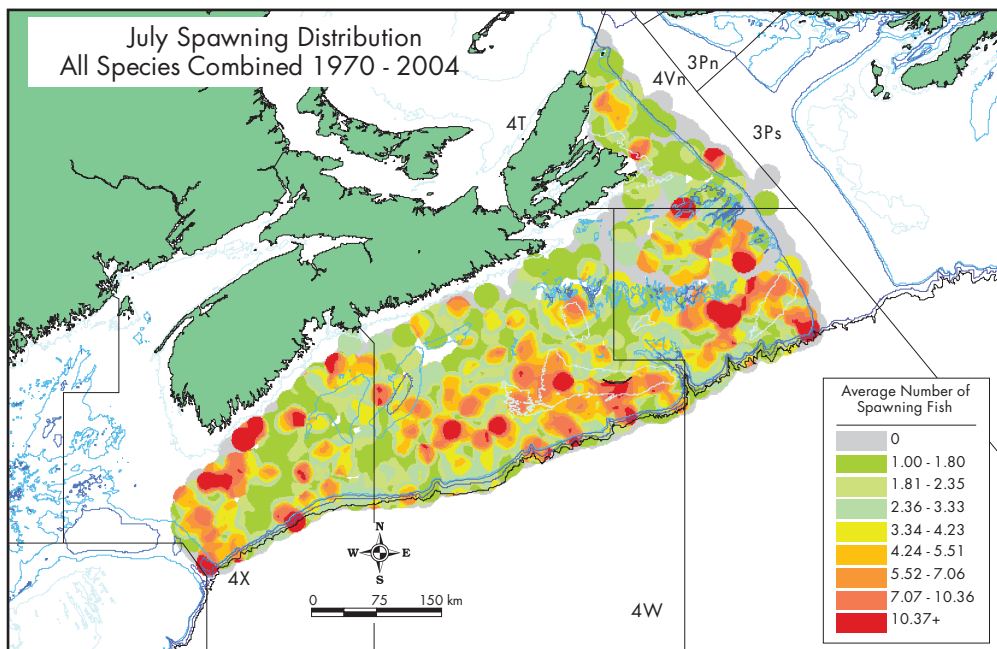 July Spawning Distribution
All Species Combined 1970 - 2004
3Pn
4Vn
3Ps
4T
Average Number of
Spawning Fish
0
1.00 - 1.80
1.81 - 2.35
2.36 - 3.33
3.34 - 4.23
4.24 - 5.51
5.52 - 7.06
7.07 - 10.36
10.37+
N
W E
S
4X
0 75 150 km
4W